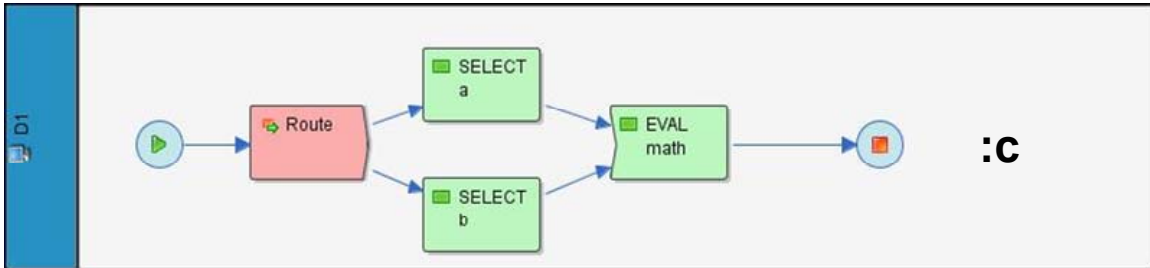 D1
Route
SELECT
a
SELECT
b
EVAL
math
:c